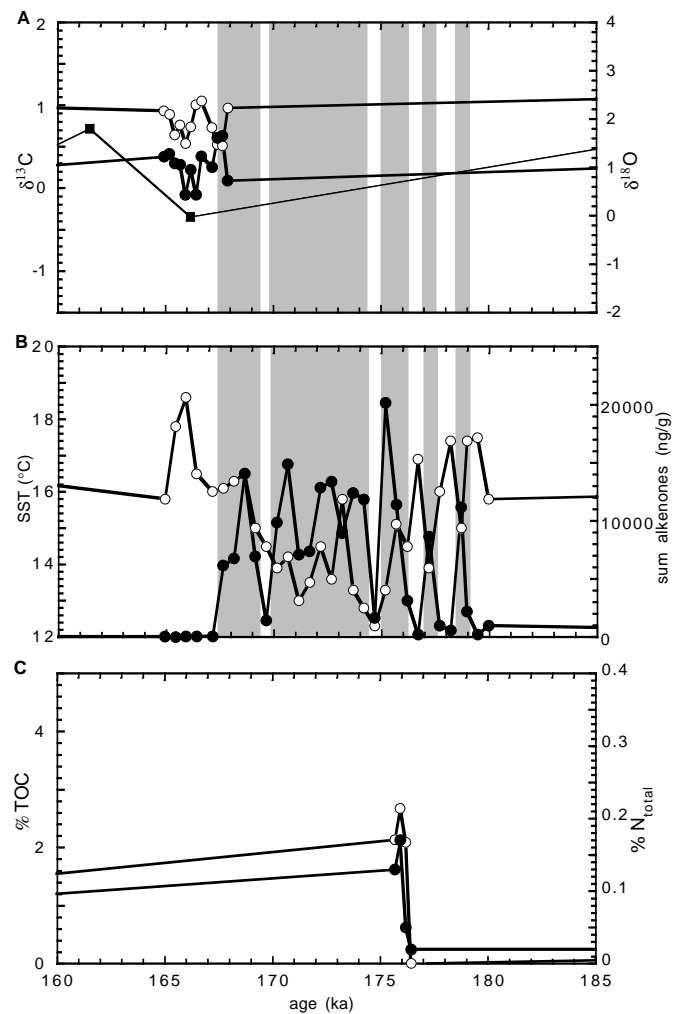 A
2
1
0
-1
δ13C
4
3
2
1
0
-1
-2
δ18O
B
20
18
16
14
12
SST (°C)
20000
10000
0
sum alkenones (ng/g)
C
4
2
0
% TOC
0.4
0.3
0.2
0.1
0
% Ntotal
160 165 170 175 180 185
age (ka)